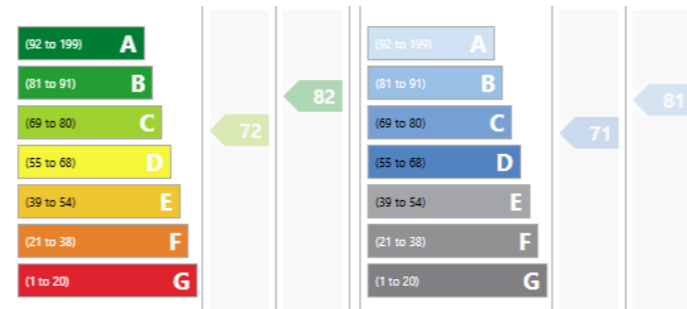 (92 to 199) A
(81 to 91) B
82
(69 to 80) C
72
(55 to 68) D
(39 to 54) E
(21 to 38) F
(1 to 20) G
(92 to 199) A
(81 to 91) B
81
(69 to 80) C
71
(55 to 68) D
(39 to 54) E
(21 to 38) F
(1 to 20) G